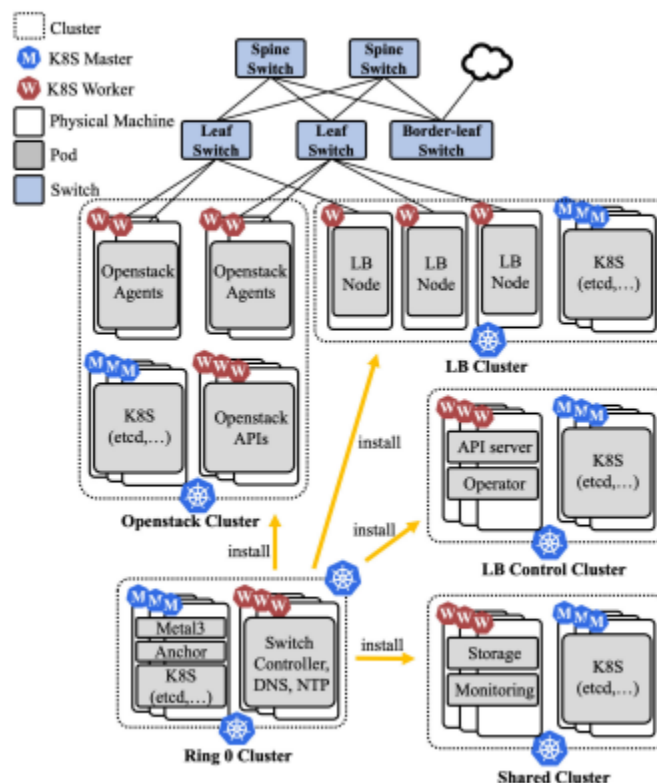 Cluster
M K8S Master
W K8S Worker
Physical Machine
Pod
Switch
Spine
Switch
Spine
Switch
Leaf
Switch
Leaf
Switch
Border-leaf
Switch
W W
Openstack
Agents
W W
Openstack
Agents
M M M
K8S
(etcd,...)
W W W
Openstack
APIs
Openstack Cluster
W
LB
Node
W
LB
Node
W
LB
Node
M M M
K8S
(etcd,...)
LB Cluster
install
install
install
install
W W W
API server
Operator
M M M
K8S
(etcd,...)
LB Control Cluster
M M M
Metal3
Anchor
K8S
(etcd,...)
W W W
Switch
Controller,
DNS, NTP
Ring 0 Cluster
W W W
Storage
Monitoring
M M M
K8S
(etcd,...)
Shared Cluster